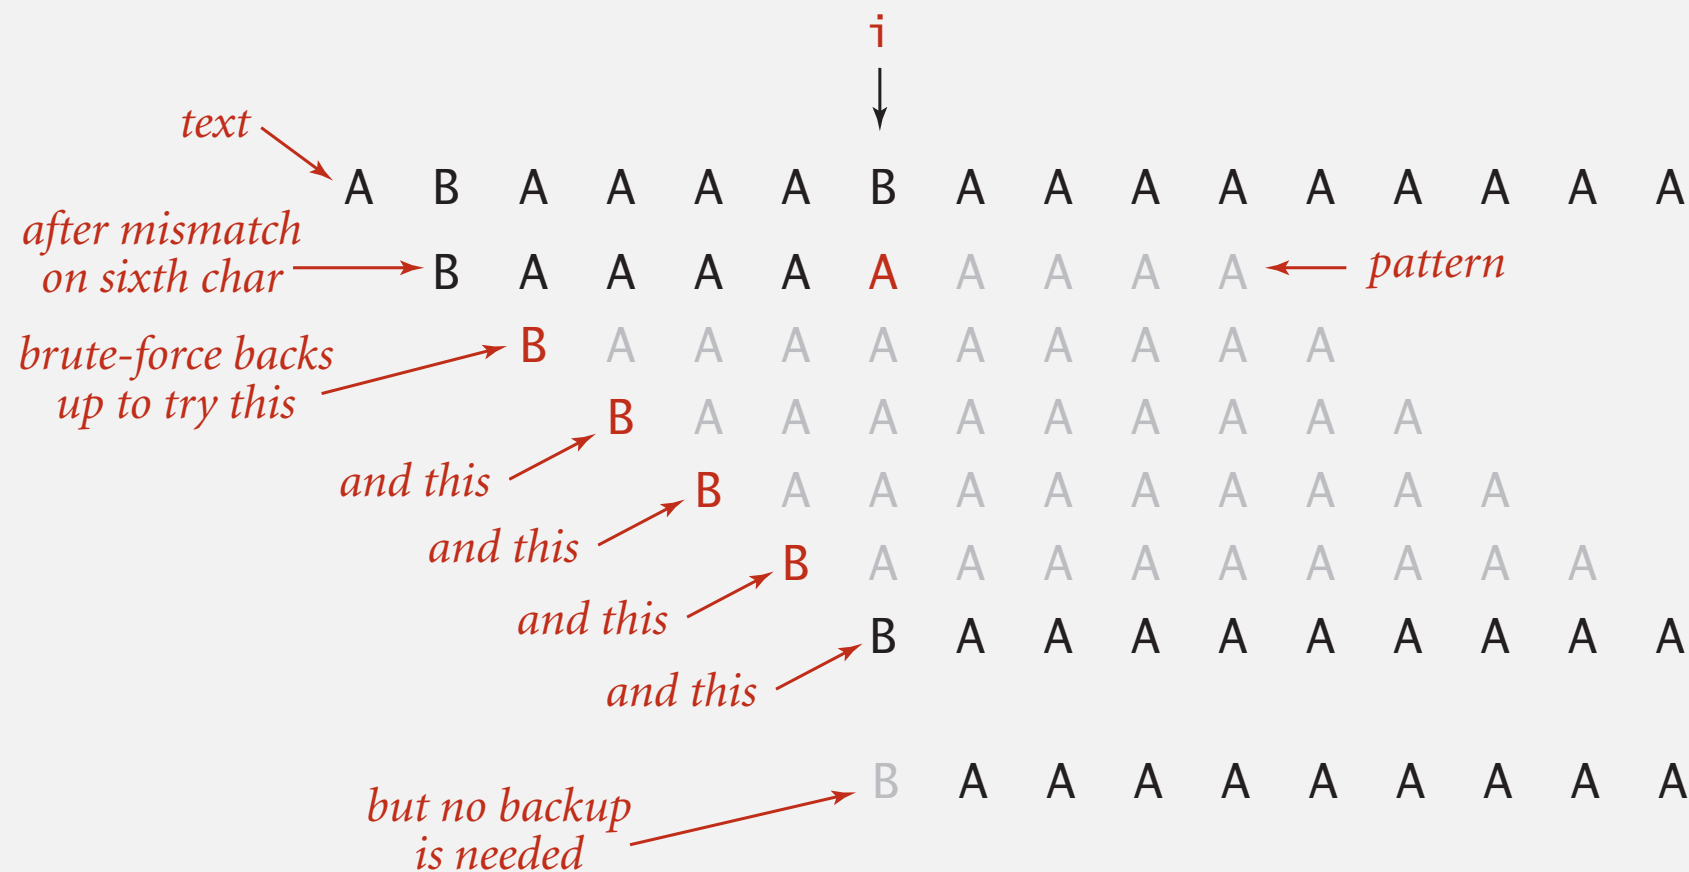 i
text
A B A A A A B A A A A A A A A A
after mismatch
on sixth char
B A A A A A A A A A
pattern
brute-force backs
up to try this
B A A A A A A A A A
and this
B A A A A A A A A A
and this
B A A A A A A A A A
and this
B A A A A A A A A A
and this
B A A A A A A A A A
but no backup
is needed
B A A A A A A A A A